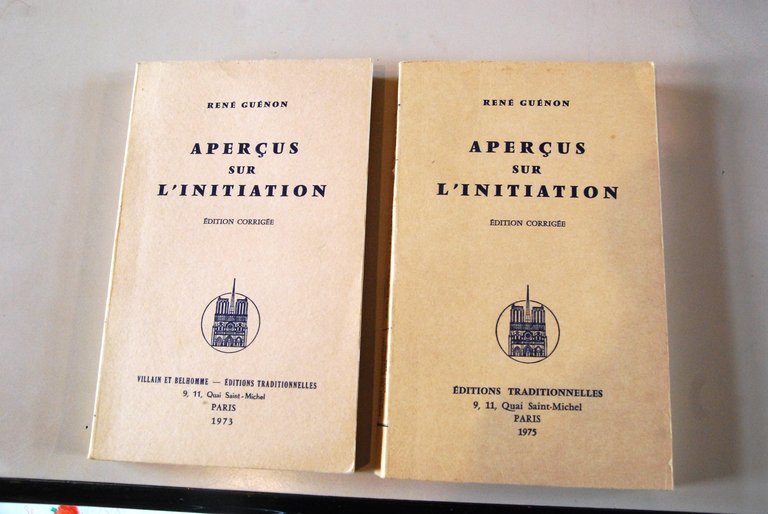 RENÉ GUÉNON
APERÇUS
SUR
L'INITIATION
ÉDITION CORRIGÉE
VILLAIN ET BELHOMME — ÉDITIONS TRADITIONNELLES
9, 11, Quai Saint-Michel
PARIS
1973
RENÉ GUÉNON
APERÇUS
SUR
L'INITIATION
ÉDITION CORRIGÉE
ÉDITIONS TRADITIONNELLES
9, 11, Quai Saint-Michel
PARIS
1975